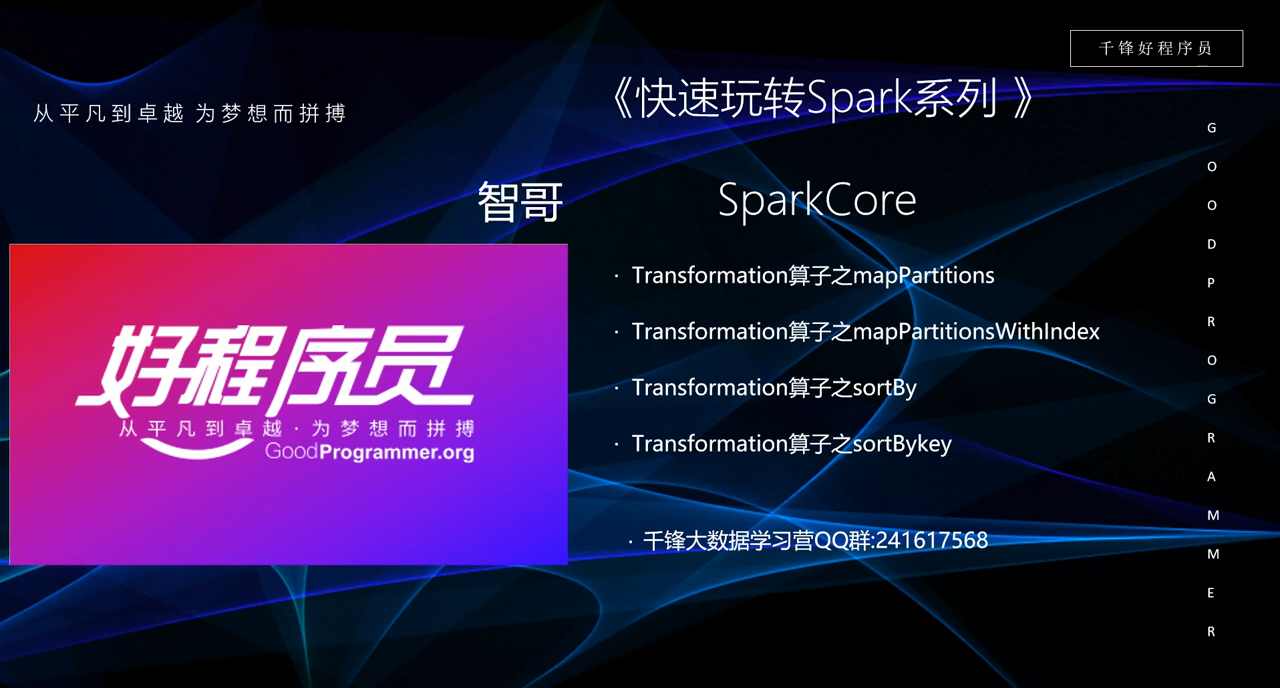 千锋好程序员
从平凡到卓越 为梦想而拼搏
《快速玩转Spark系列 》
智哥
SparkCore
· Transformation算子之mapPartitions
· Transformation算子之mapPartitionsWithIndex
· Transformation算子之sortBy
· Transformation算子之sortBykey
· 千锋大数据学习营QQ群:241617568
好程序员
从平凡到卓越·为梦想而拼搏
GoodProgrammer.org
GOODPROGRAMMER